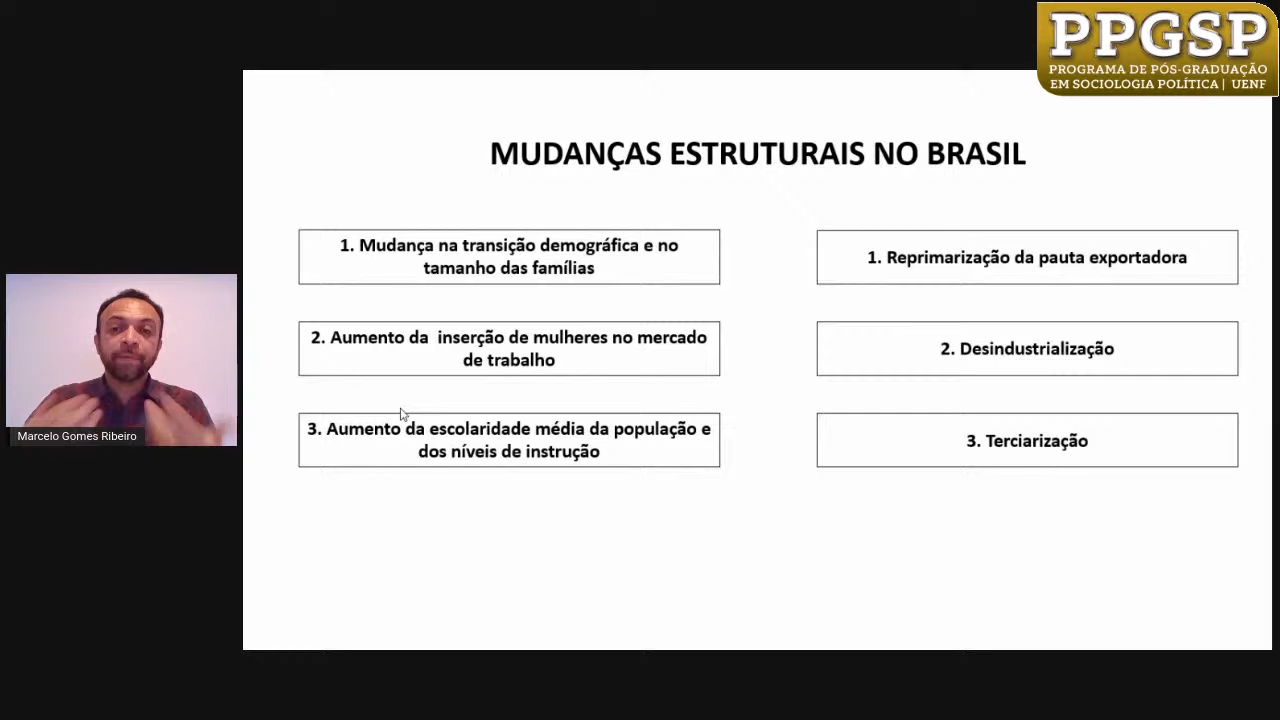 PPGSP
PROGRAMA DE PÓS-GRADUAÇÃO
EM SOCIOLOGIA POLÍTICA | UENF
MUDANÇAS ESTRUTURAIS NO BRASIL
1. Mudança na transição demográfica e no
tamanho das famílias
2. Aumento da inserção de mulheres no mercado
de trabalho
3. Aumento da escolaridade média da população e
dos níveis de instrução
1. Reprimarização da pauta exportadora
2. Desindustrialização
3. Terciarização
Marcelo Gomes Ribeiro